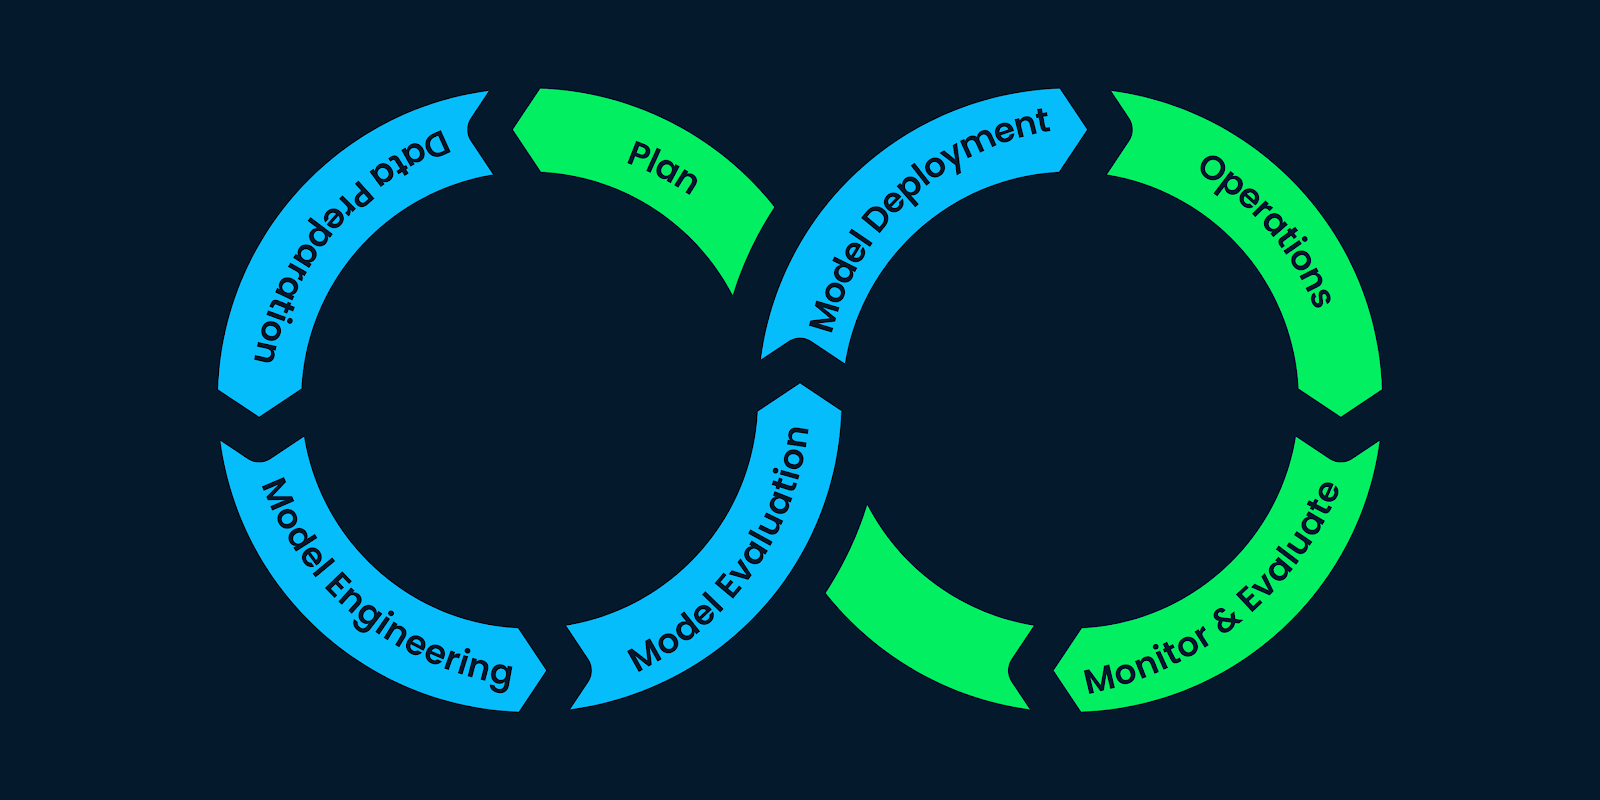 Plan
Data Preparation
Model Engineering
Model Evaluation
Model Deployment
Operations
Monitor & Evaluate